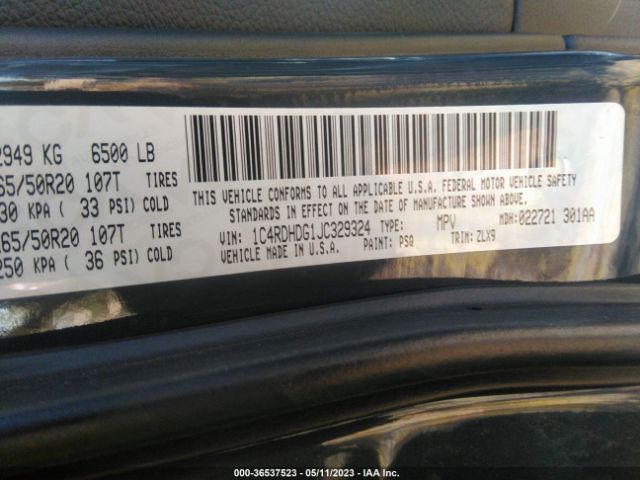 2949 KG 6500 LB
65/50R20 107T TIRES
30 KPA ( 33 PSI) COLD
65/50R20 107T TIRES
250 KPA ( 36 PSI) COLD
THIS VEHICLE CONFORMS TO ALL APPLICABLE U.S.A. FEDERAL MOTOR VEHICLE SAFETY
STANDARDS IN EFFECT ON THE DATE OF MANUFACTURE SHOWN ABOVE.
VIN: 1C4RDHDG1JC329324 TYPE: MPV MDH: 022721 301AA
VEHICLE MADE IN U.S.A. PAINT: PSQ TRIM: ZLX9
000-36537523 - 05/11/2023 - IAA Inc.